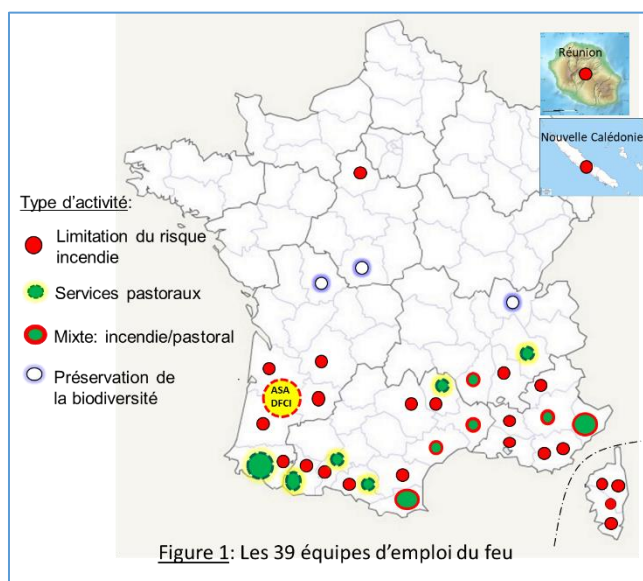 Réunion
Nouvelle Calédonie
Type d'activité:
Limitation du risque
incendie
Services pastoraux
Mixte: incendie/pastoral
Préservation de
la biodiversité
ASA
DFCI
Figure 1: Les 39 équipes d'emploi du feu